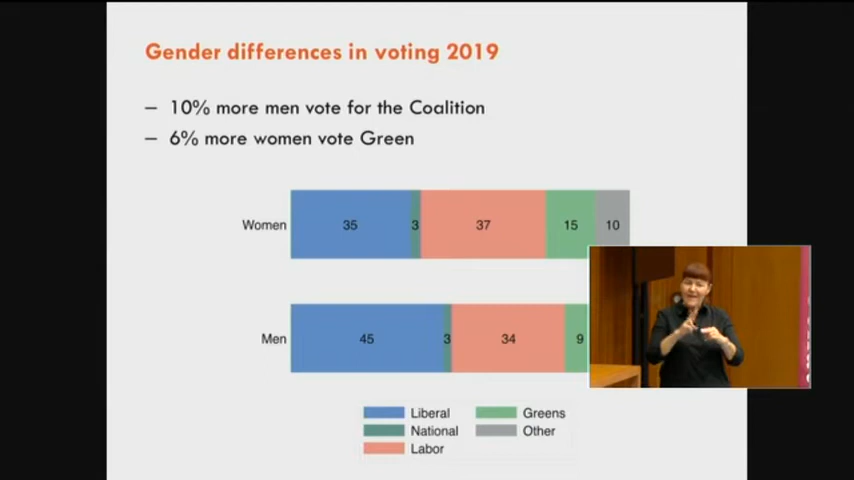 Gender differences in voting 2019
– 10% more men vote for the Coalition
– 6% more women vote Green
Women 35 3 37 15 10
Men 45 3 34 9
Liberal Greens
National Other
Labor